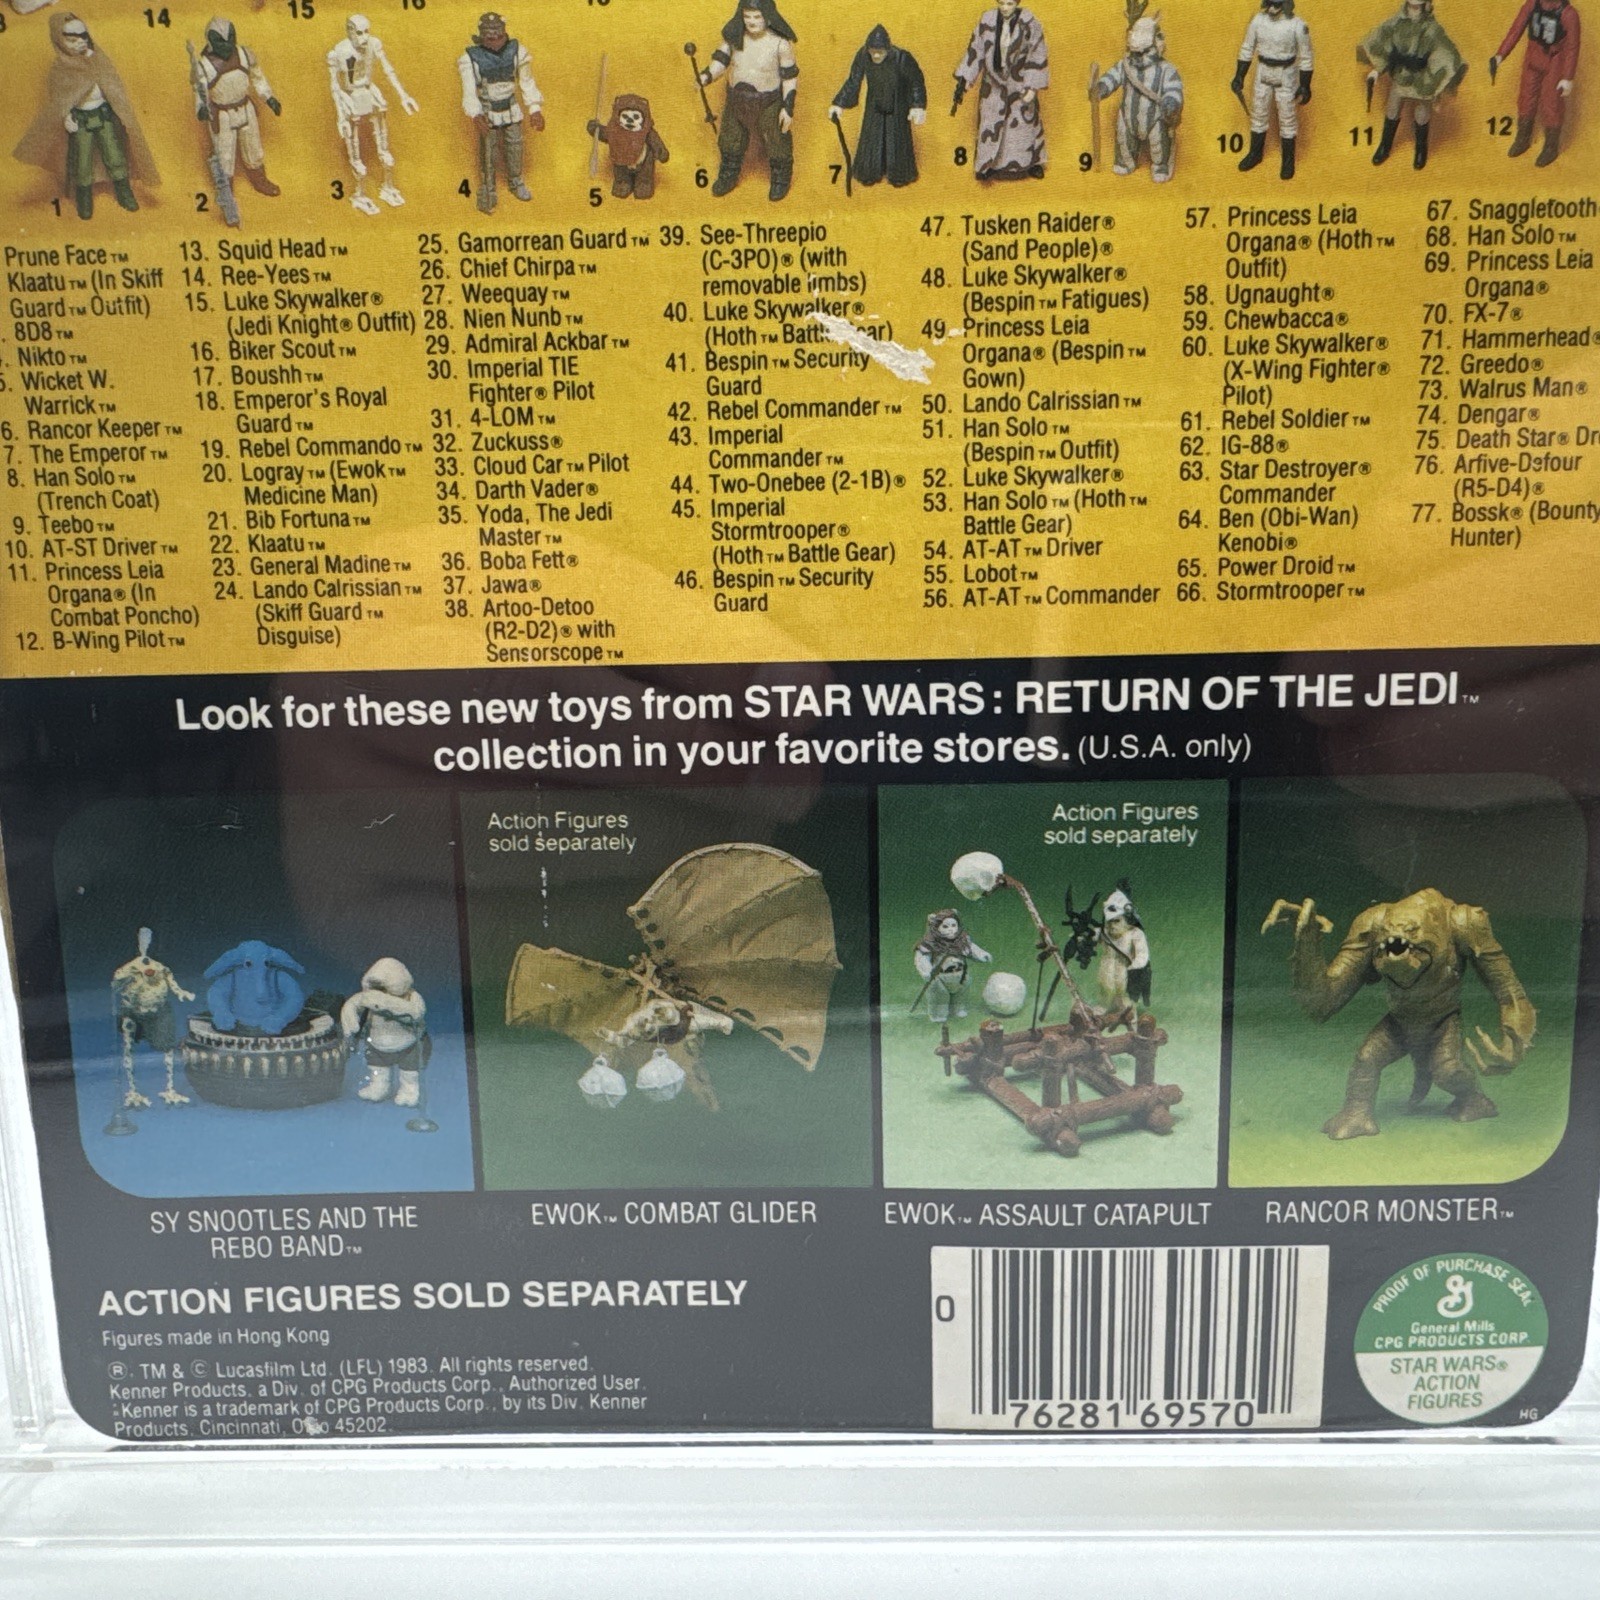 14
15
1
2
3
4
5
6
7
8
9
10
11
12
Prune Face™
Klaatu™ (In Skiff
Guard™ Outfit)
8D8™
Nikto™
Wicket W.
Warrick™
6. Rancor Keeper™
7. The Emperor™
8. Han Solo™
(Trench Coat)
9. Teebo™
10. AT-ST Driver™
11. Princess Leia
Organa® (In
Combat Poncho)
12. B-Wing Pilot™
13. Squid Head™
14. Ree-Yees™
15. Luke Skywalker®
(Jedi Knight® Outfit)
16. Biker Scout™
17. Boushh™
18. Emperor's Royal
Guard™
19. Rebel Commando™
20. Logray™ (Ewok™
Medicine Man)
21. Bib Fortuna™
22. Klaatu™
23. General Madine™
24. Lando Calrissian™
(Skiff Guard™
Disguise)
25. Gamorrean Guard™
26. Chief Chirpa™
27. Weequay™
28. Nien Nunb™
29. Admiral Ackbar™
30. Imperial TIE
Fighter® Pilot
31. 4-LOM™
32. Zuckuss®
33. Cloud Car™ Pilot
34. Darth Vader®
35. Yoda, The Jedi
Master™
36. Boba Fett®
37. Jawa®
38. Artoo-Detoo
(R2-D2)® with
Sensorscope™
39. See-Threepio
(C-3PO)® (with
removable limbs)
40. Luke Skywalker®
(Hoth™
41. Bespin™ Security
Guard
42. Rebel Commander™
43. Imperial
Commander™
44. Two-Onebee (2-1B)®
45. Imperial
Stormtrooper®
(Hoth™ Battle Gear)
46. Bespin™ Security
Guard
47. Tusken Raider®
(Sand People)®
48. Luke Skywalker®
(Bespin™ Fatigues)
49. Princess Leia
Organa® (Bespin™
Gown)
50. Lando Calrissian™
51. Han Solo™
(Bespin™ Outfit)
52. Luke Skywalker®
53. Han Solo™ (Hoth™
Battle Gear)
54. AT-AT™ Driver
55. Lobot™
56. AT-AT™ Commander
57. Princess Leia
Organa® (Hoth™
Outfit)
58. Ugnaught®
59. Chewbacca®
60. Luke Skywalker®
(X-Wing Fighter®
Pilot)
61. Rebel Soldier™
62. IG-88®
63. Star Destroyer®
Commander
64. Ben (Obi-Wan)
Kenobi®
65. Power Droid™
66. Stormtrooper™
67. Snaggletooth
68. Han Solo™
69. Princess Leia
Organa®
70. FX-7®
71. Hammerhead®
72. Greedo®
73. Walrus Man®
74. Dengar®
75. Death Star®
76. Arfive-Defour
(R5-D4)®
77. Bossk® (Bounty
Hunter)
Look for these new toys from STAR WARS: RETURN OF THE JEDI™
collection in your favorite stores. (U.S.A. only)
Action Figures
sold separately
Action Figures
sold separately
SY SNOOTLES AND THE
REBO BAND™
EWOK™ COMBAT GLIDER
EWOK™ ASSAULT CATAPULT
RANCOR MONSTER™
ACTION FIGURES SOLD SEPARATELY
Figures made in Hong Kong
®, TM & © Lucasfilm Ltd. (LFL) 1983. All rights reserved.
Kenner Products, a Div. of CPG Products Corp., Authorized User.
Kenner is a trademark of CPG Products Corp., by its Div. Kenner
Products, Cincinnati, 45202.
0 76281 69570
PROOF OF PURCHASE SEAL
G
General Mills
CPG PRODUCTS CORP.
STAR WARS®
ACTION
FIGURES
HG